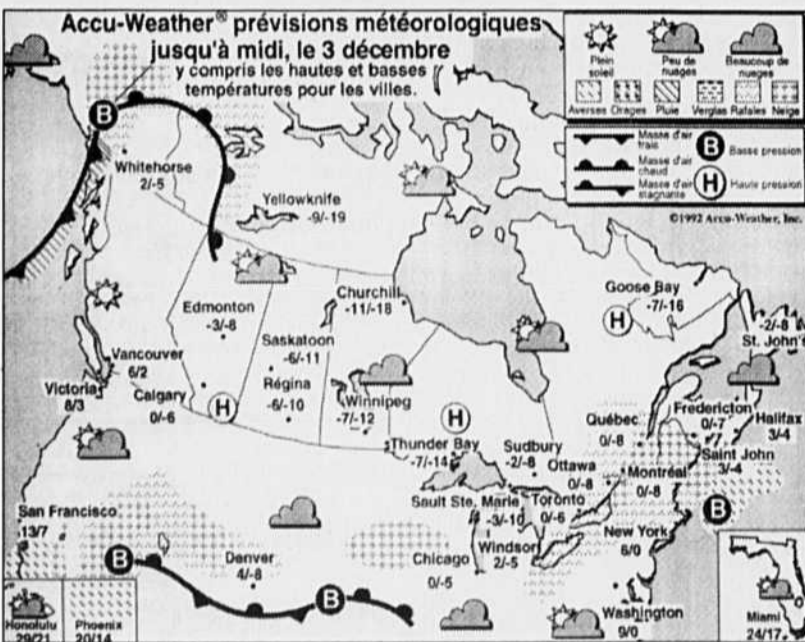 Accu-Weather® prévisions météorologiques
jusqu'à midi, le 3 décembre
y compris les hautes et basses
températures pour les villes.
Plein
soleil
Peu de
nuages
Beaucoup de
nuages
Averses Orages Pluie Verglas Rafales Neige
Masse d'air
frais
Masse d'air
chaud
Masse d'air
stagnante
B Basse pression
H Haute pression
©1992 Accu-Weather, Inc.
B
Whitehorse
2/-5
Yellowknife
-9/-19
Churchill
-11/-18
Goose Bay
-7/-16
H
-2/-8
St. John's
Edmonton
-3/-8
Saskatoon
-6/-11
Vancouver
6/2
Victoria
8/3
Calgary
0/-6
H
Régina
-6/-10
Winnipeg
-7/-12
H
Thunder Bay
-7/-14
Sudbury
-2/-8
Ottawa
0/-8
Québec
0/-8
Fredericton
0/-7
Halifax
3/-4
Saint John
3/-4
Montréal
0/-8
Sault Ste. Marie
-3/-10
Toronto
0/-6
B
San Francisco
13/7
B
Denver
4/-8
B
Chicago
0/-5
Windsor
2/-5
New York
6/0
Washington
9/0
Honolulu
29/21
Phoenix
20/14
Miami
24/17